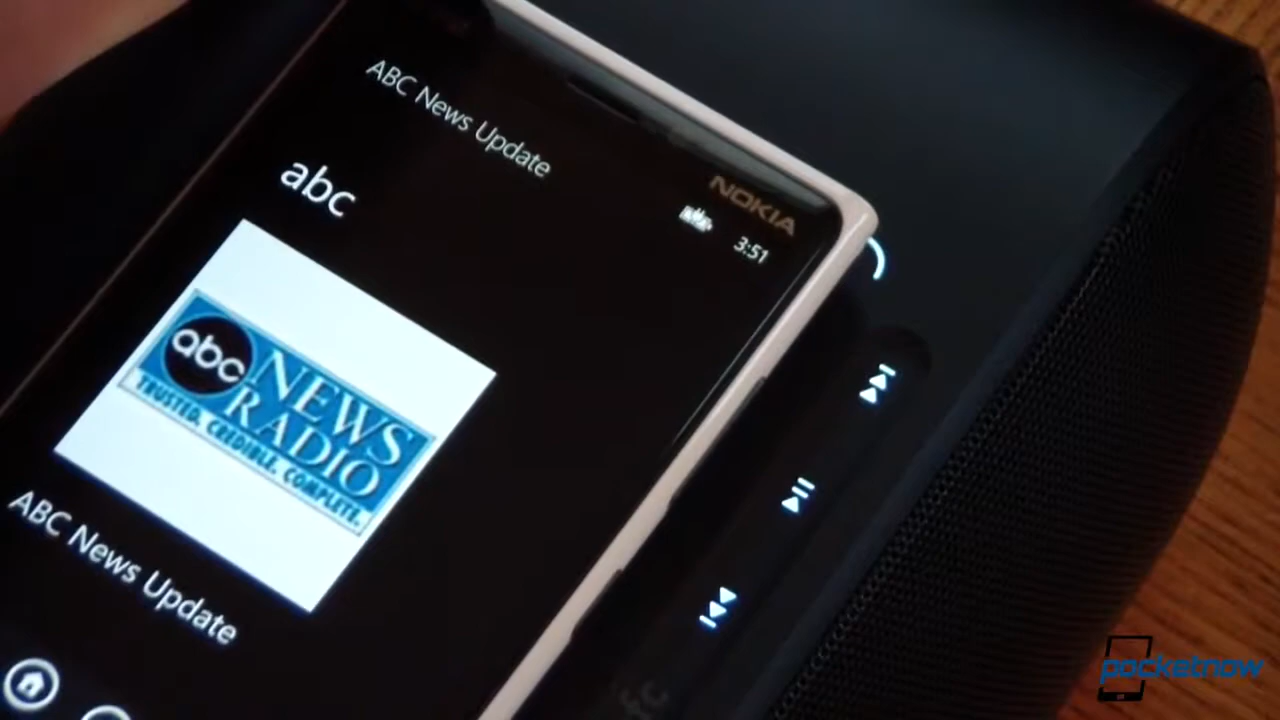 ABC News Update
NOKIA
3:51
abc
abc NEWS
RADIO
TRUSTED. CREDIBLE. COMPLETE.
ABC News Update
pocketnow